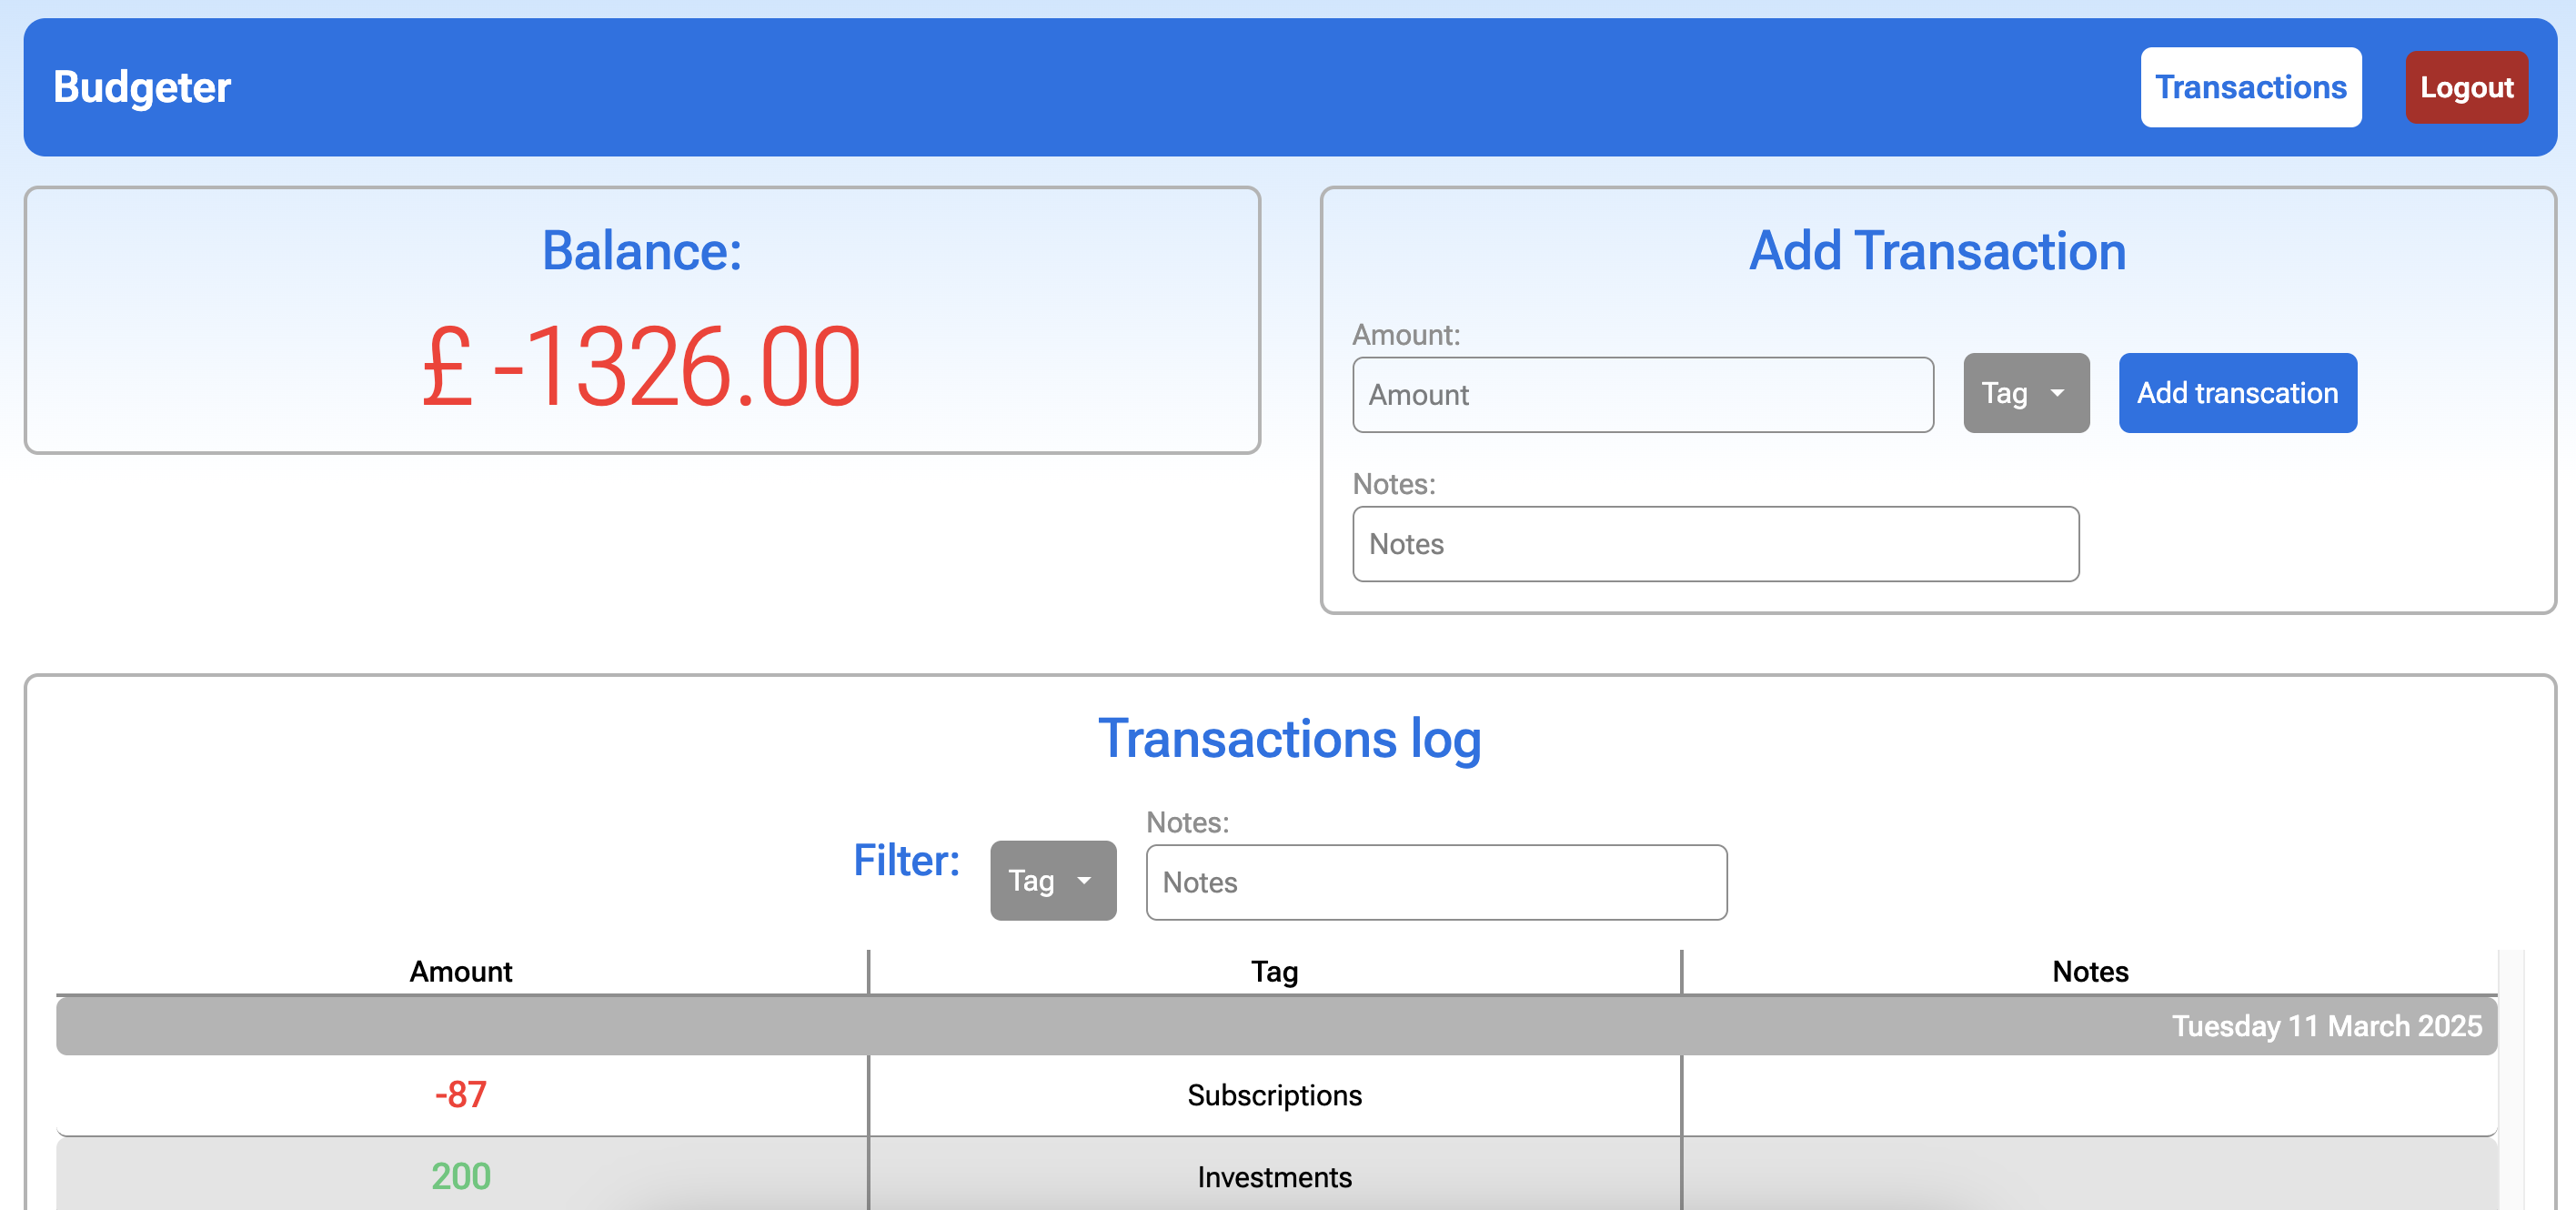 Budgeter
Transactions
Logout
Balance:
£ -1326.00
Add Transaction
Amount:
Amount
Tag
Add transcation
Notes:
Notes
Transactions log
Filter:
Tag
Notes:
Notes
Amount Tag Notes
Tuesday 11 March 2025
-87 Subscriptions
200 Investments